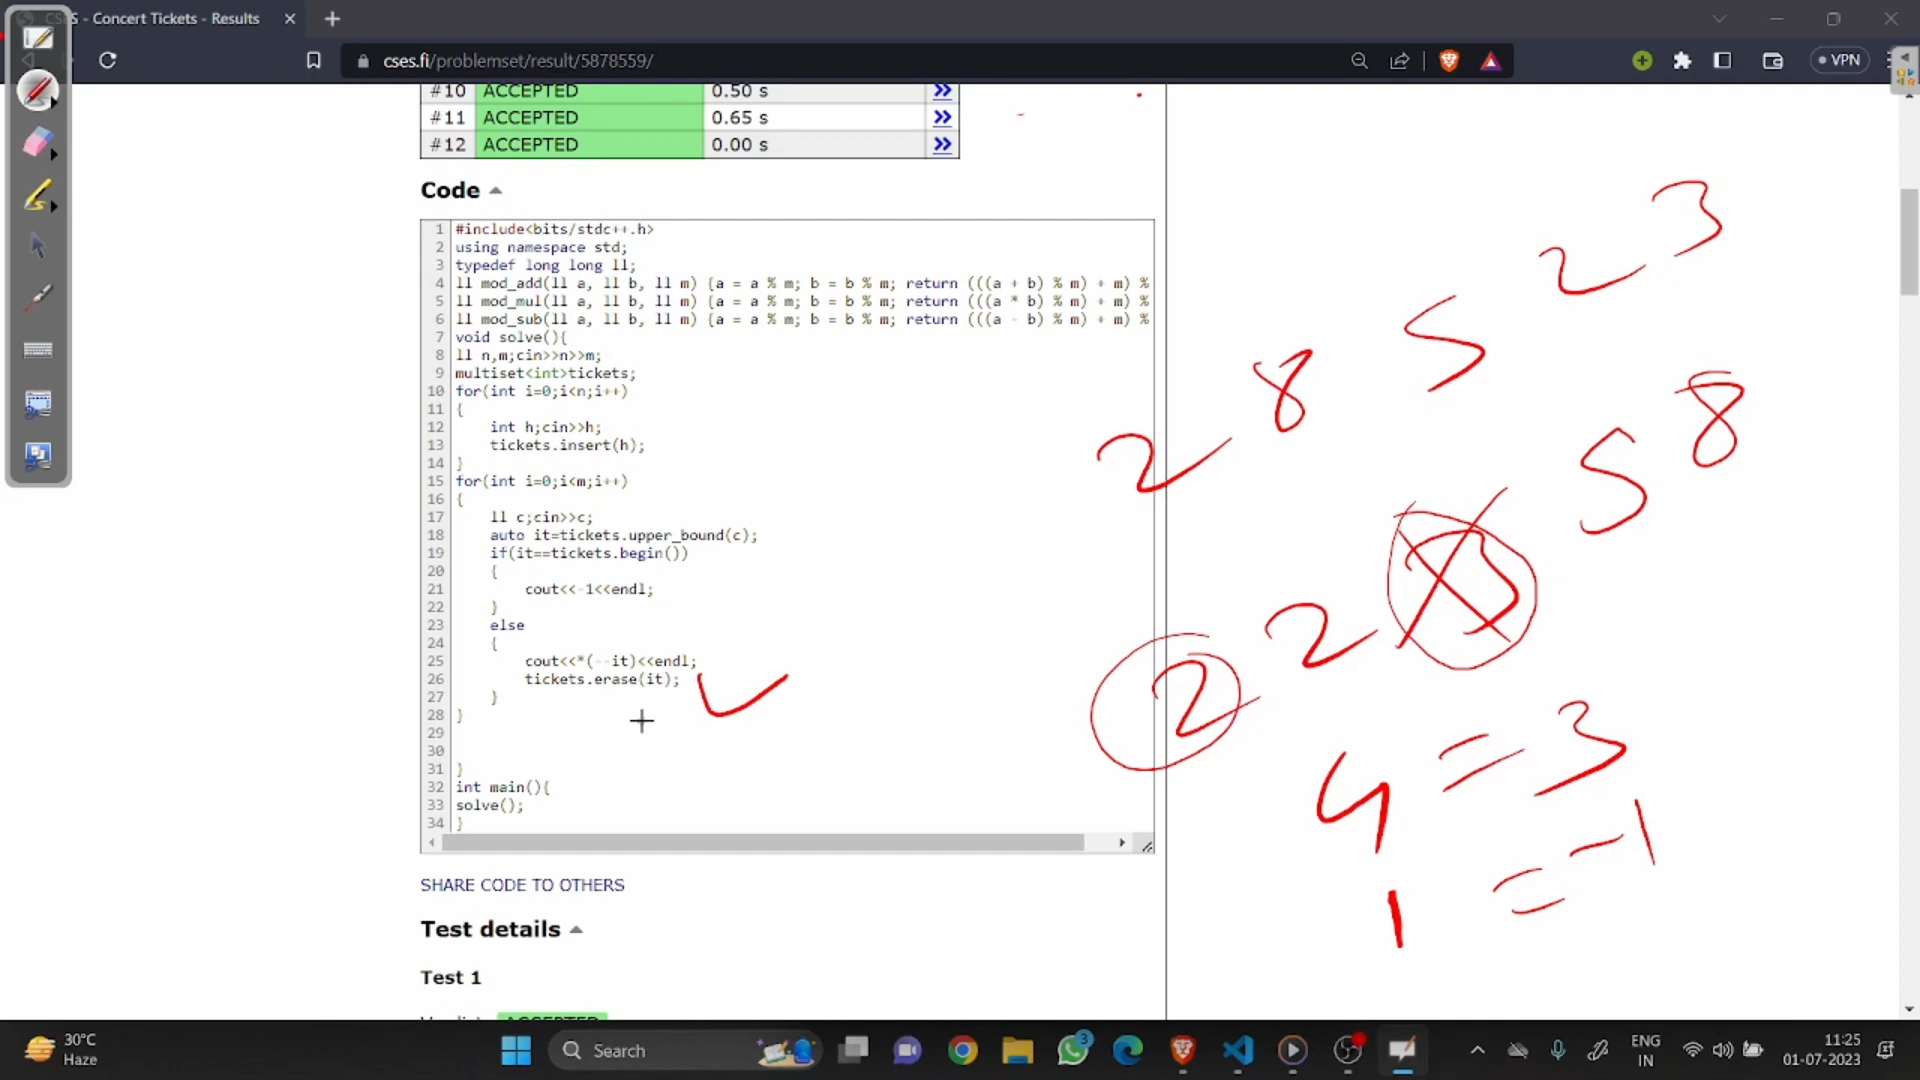 CSES - Concert Tickets - Results
cses.fi/problemset/result/5878559/
VPN
#10 ACCEPTED 0.50 s >>
#11 ACCEPTED 0.65 s >>
#12 ACCEPTED 0.00 s >>
Code
1 #include<bits/stdc++.h>
2 using namespace std;
3 typedef long long ll;
4 ll mod_add(ll a, ll b, ll m) {a = a % m; b = b % m; return (((a + b) % m) + m) %
5 ll mod_mul(ll a, ll b, ll m) {a = a % m; b = b % m; return (((a * b) % m) + m) %
6 ll mod_sub(ll a, ll b, ll m) {a = a % m; b = b % m; return (((a - b) % m) + m) %
7 void solve(){
8 ll n,m;cin>>n>>m;
9 multiset<int>tickets;
10 for(int i=0;i<n;i++)
11 {
12 int h;cin>>h;
13 tickets.insert(h);
14 }
15 for(int i=0;i<m;i++)
16 {
17 ll c;cin>>c;
18 auto it=tickets.upper_bound(c);
19 if(it==tickets.begin())
20 {
21 cout<<-1<<endl;
22 }
23 else
24 {
25 cout<<*(--it)<<endl;
26 tickets.erase(it);
27 }
28 }
29
30
31 }
32 int main(){
33 solve();
34 }
2 8 5 2 3
2 2 3 5 8
4 = 3
1 = -1
SHARE CODE TO OTHERS
Test details
Test 1
ACCEPTED
30°C
Haze
Search
3
ENG
IN
11:25
01-07-2023